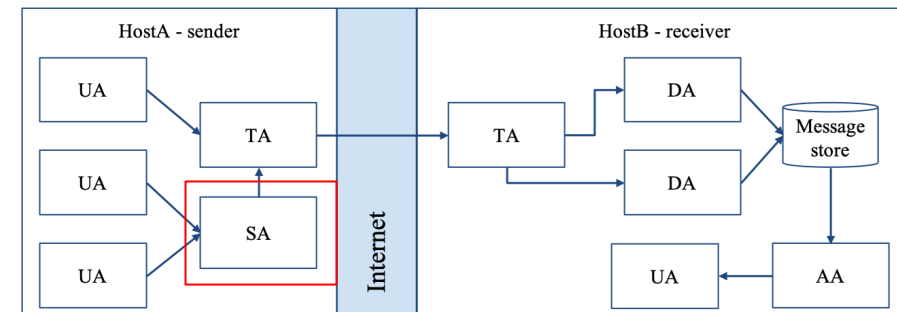 HostA - sender
HostB - receiver
UA
TA
UA
SA
UA
Internet
TA
DA
DA
Message
store
UA
AA